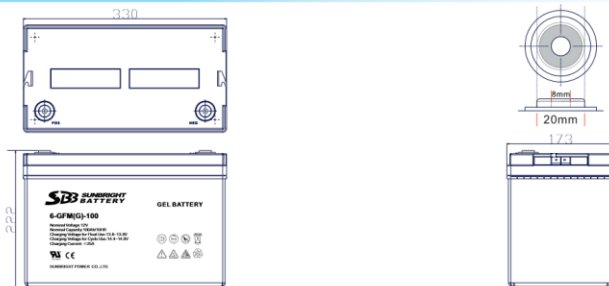 330
POS
NEG
8mm
20mm
173
222
SBB SUNBRIGHT
BATTERY
GEL BATTERY
6-GFM(G)-100
Nominal Voltage: 12V
Nominal Capacity: 100AH/10HR
Charging Voltage for Float Use: 13.6-13.8V
Charging Voltage for Cycle Use: 14.4-14.9V
Charging Current: <20A
CE
SUNBRIGHT POWER CO.,LTD.